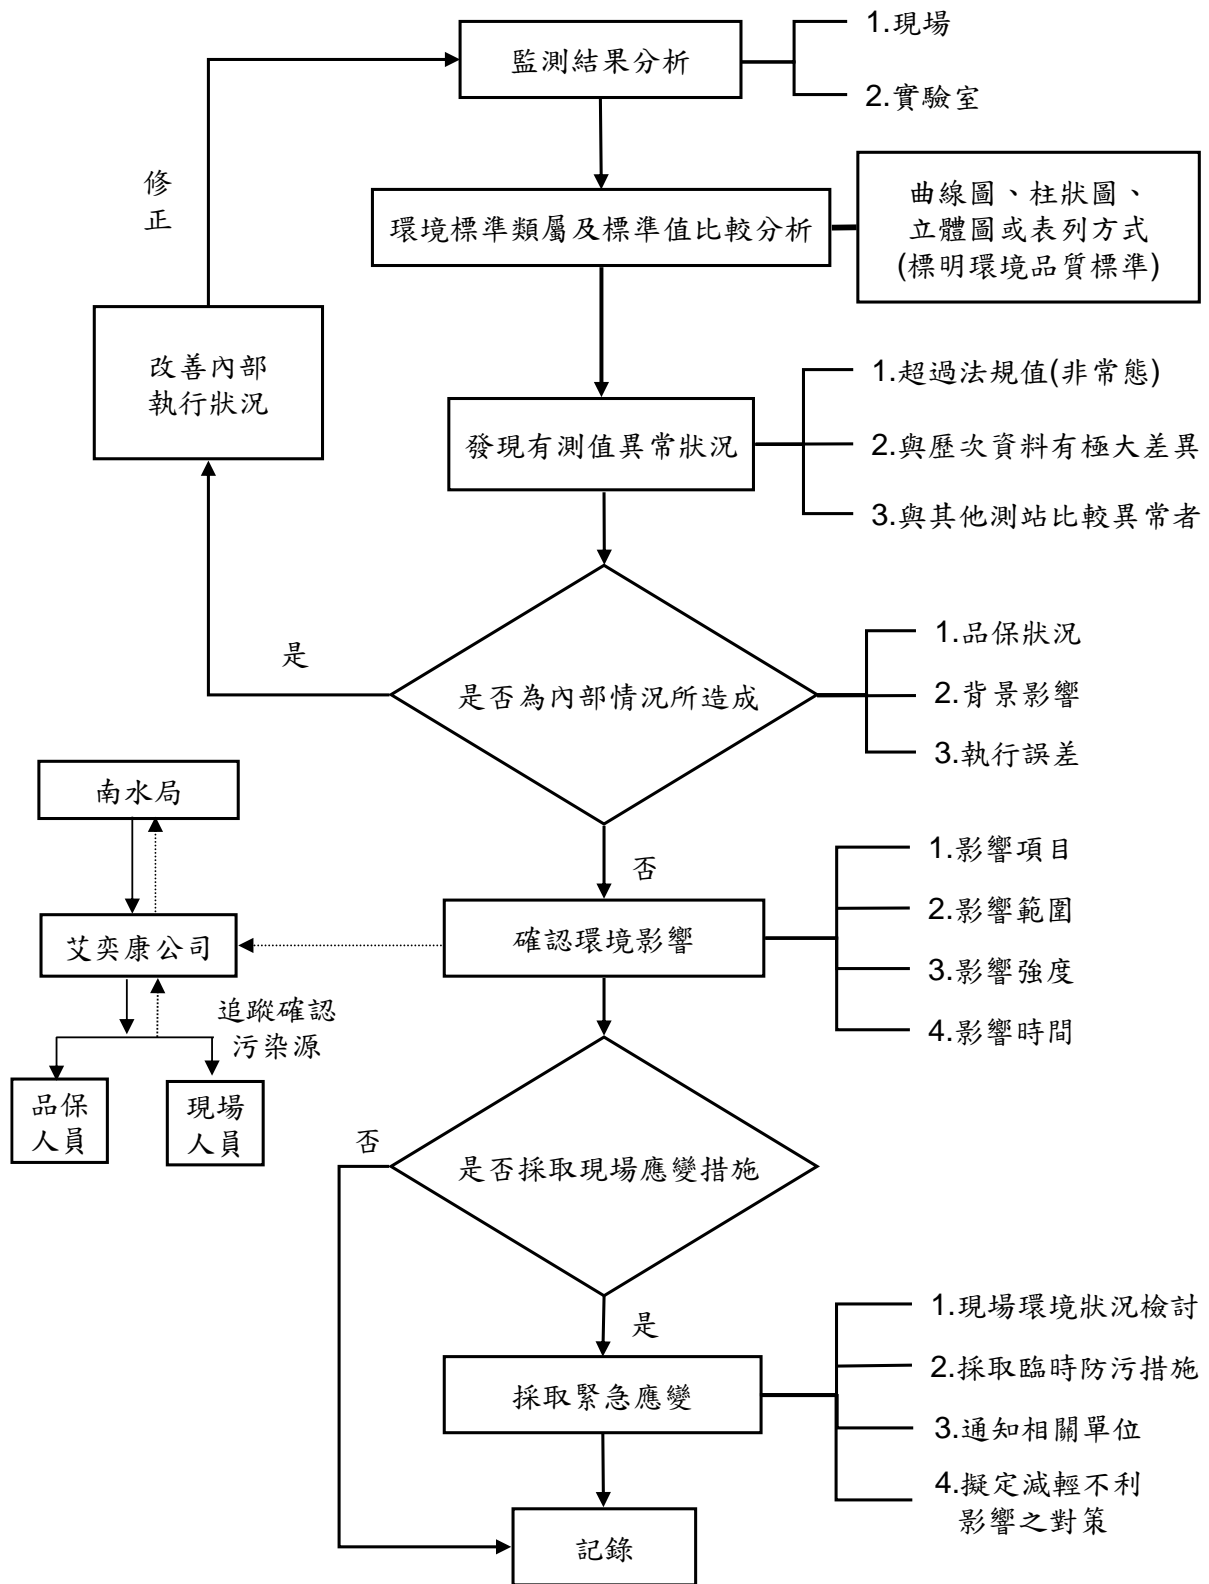 監測結果分析
1.現場
2.實驗室
修
正
環境標準類屬及標準值比較分析
曲線圖、柱狀圖、
立體圖或表列方式
(標明環境品質標準)
改善內部
執行狀況
發現有測值異常狀況
1.超過法規值(非常態)
2.與歷次資料有極大差異
3.與其他測站比較異常者
是
是否為內部情況所造成
1.品保狀況
2.背景影響
3.執行誤差
南水局
否
艾奕康公司
確認環境影響
1.影響項目
2.影響範圍
3.影響強度
4.影響時間
追蹤確認
污染源
品保
人員
現場
人員
否
是否採取現場應變措施
是
採取緊急應變
1.現場環境狀況檢討
2.採取臨時防污措施
3.通知相關單位
4.擬定減輕不利
影響之對策
記錄